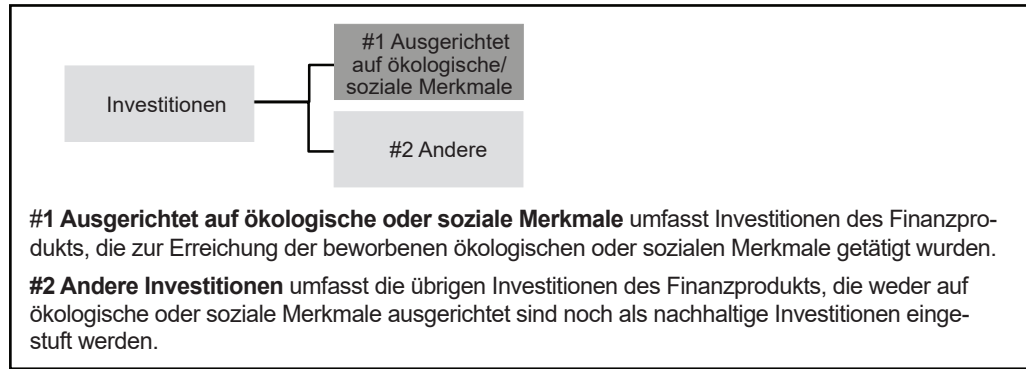 #1 Ausgerichtet
auf ökologische/
soziale Merkmale
Investitionen
#2 Andere
#1 Ausgerichtet auf ökologische oder soziale Merkmale umfasst Investitionen des Finanzpro-
dukts, die zur Erreichung der beworbenen ökologischen oder sozialen Merkmale getätigt wurden.
#2 Andere Investitionen umfasst die übrigen Investitionen des Finanzprodukts, die weder auf
ökologische oder soziale Merkmale ausgerichtet sind noch als nachhaltige Investitionen einge-
stuft werden.